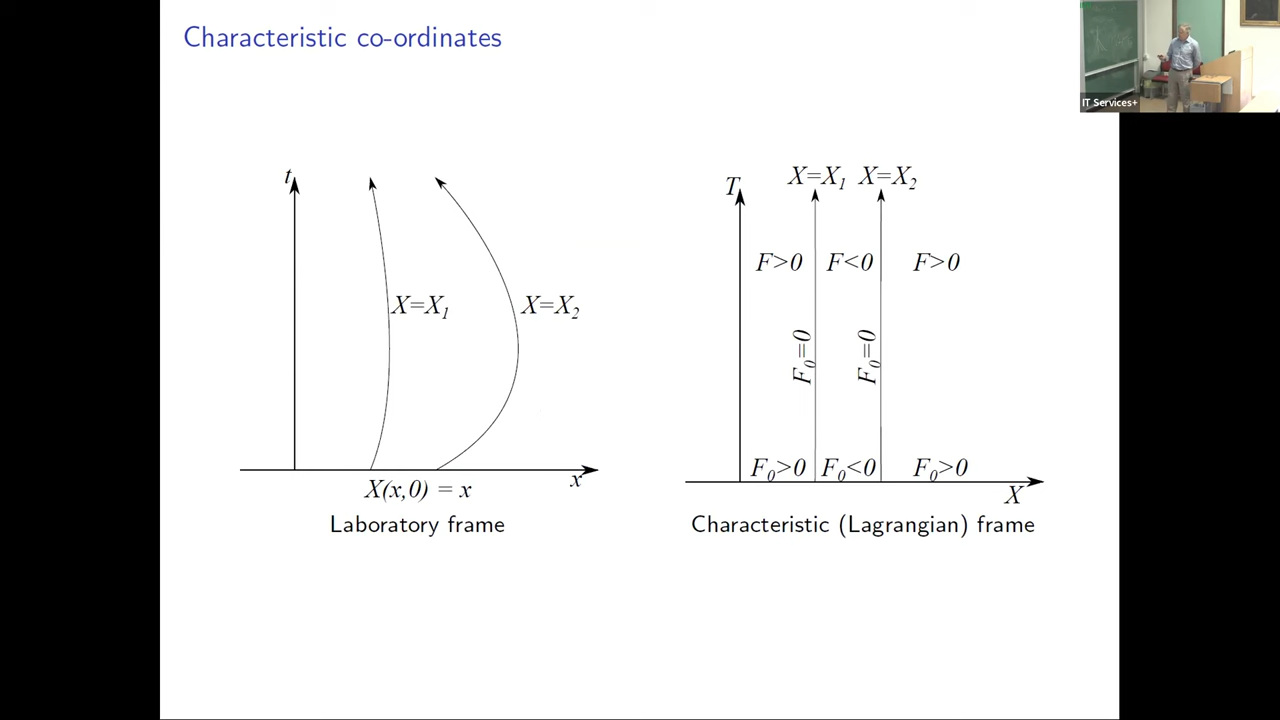 Characteristic co-ordinates
IT Services+
t
X=X₁
X=X₂
X(x,0) = x
x
Laboratory frame
T
X=X₁ X=X₂
F>0 F<0 F>0
F₀=0
F₀=0
F₀>0 F₀<0 F₀>0
X
Characteristic (Lagrangian) frame